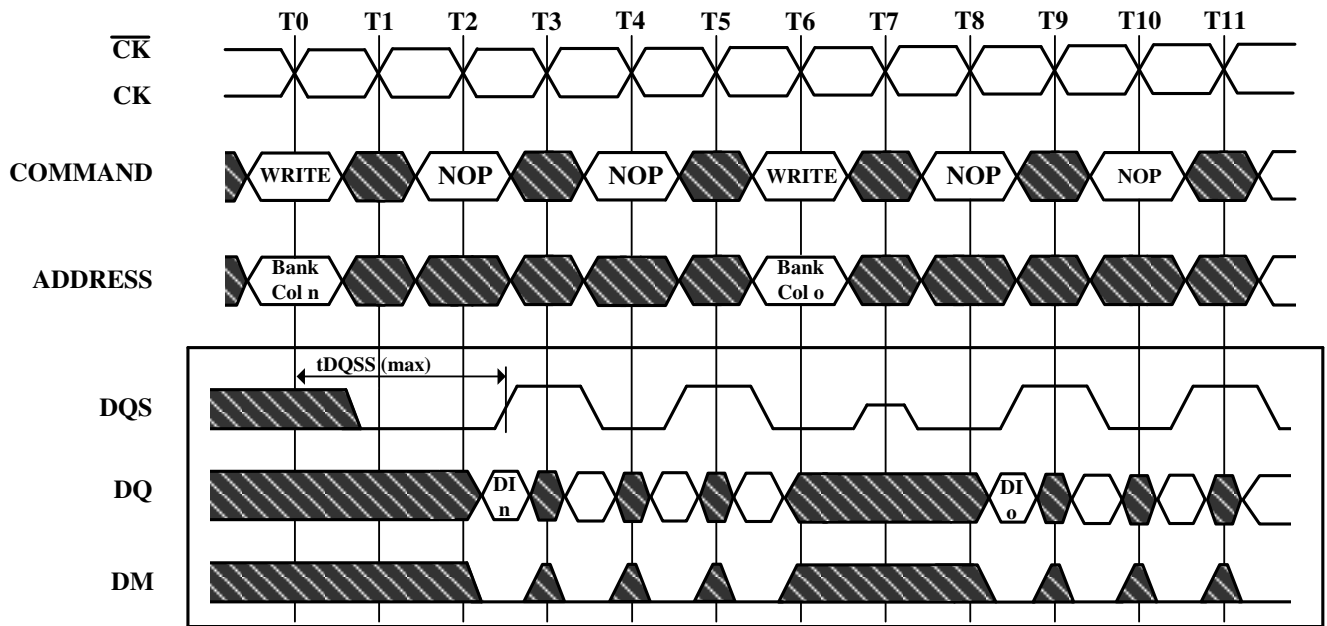 T0 T1 T2 T3 T4 T5 T6 T7 T8 T9 T10 T11
CK
CK
COMMAND WRITE NOP NOP WRITE NOP NOP
ADDRESS Bank Bank
Col n Col o
tDQSS (max)
DQS
DQ DI DI
n o
DM